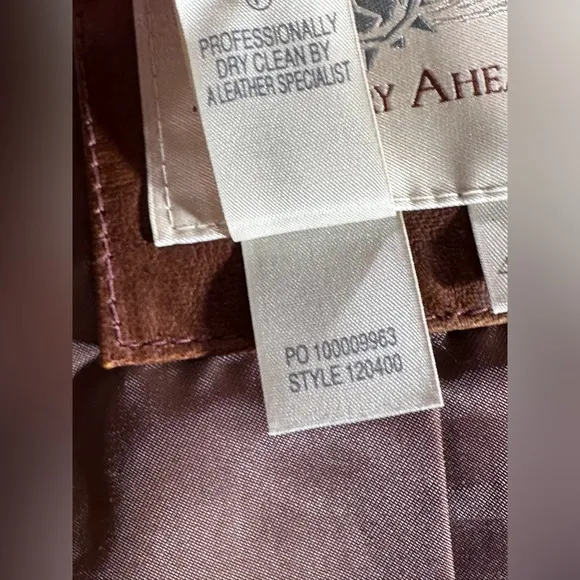 PROFESSIONALLY
DRY CLEAN BY
A LEATHER SPECIALIST
PO 100009963
STYLE 120400